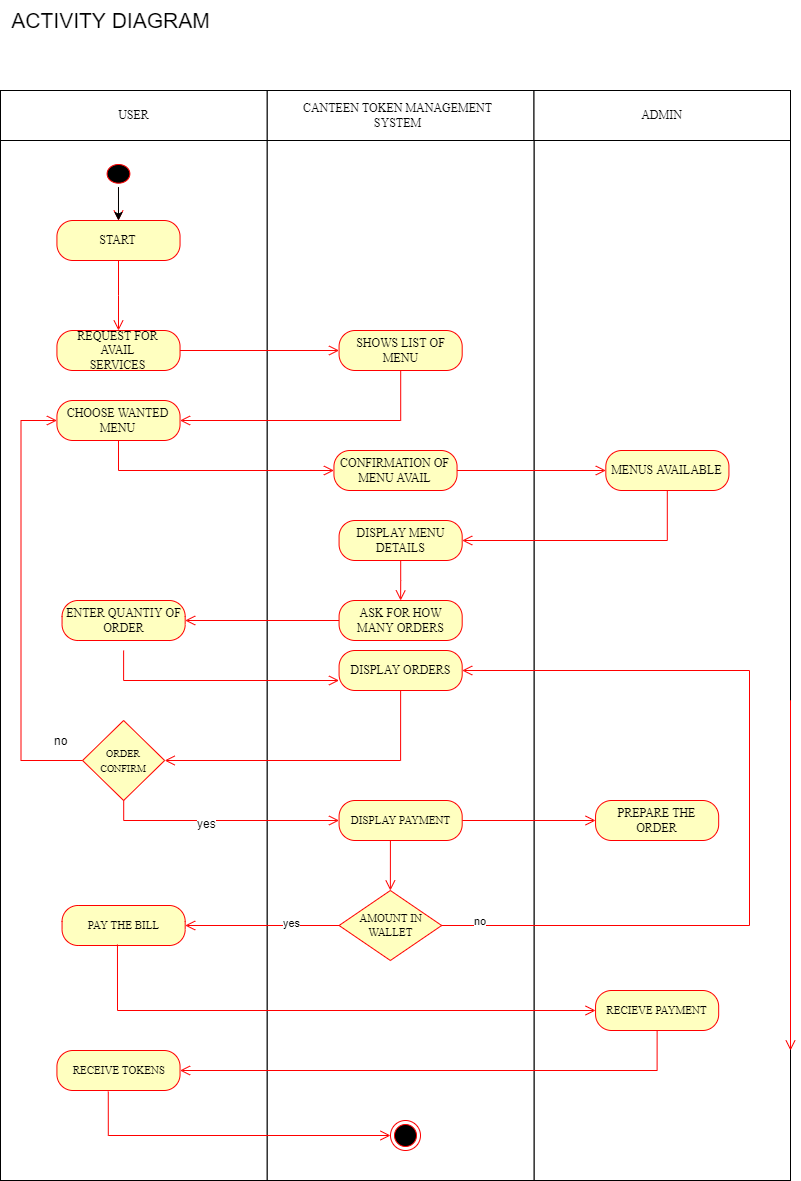 ACTIVITY DIAGRAM
USER
CANTEEN TOKEN MANAGEMENT
SYSTEM
ADMIN
START
REQUEST FOR
AVAIL
SERVICES
SHOWS LIST OF
MENU
CHOOSE WANTED
MENU
CONFIRMATION OF
MENU AVAIL
MENUS AVAILABLE
DISPLAY MENU
DETAILS
ENTER QUANTIY OF
ORDER
ASK FOR HOW
MANY ORDERS
DISPLAY ORDERS
no
ORDER
CONFIRM
yes
DISPLAY PAYMENT
PREPARE THE
ORDER
PAY THE BILL
yes
AMOUNT IN
WALLET
no
RECIEVE PAYMENT
RECEIVE TOKENS